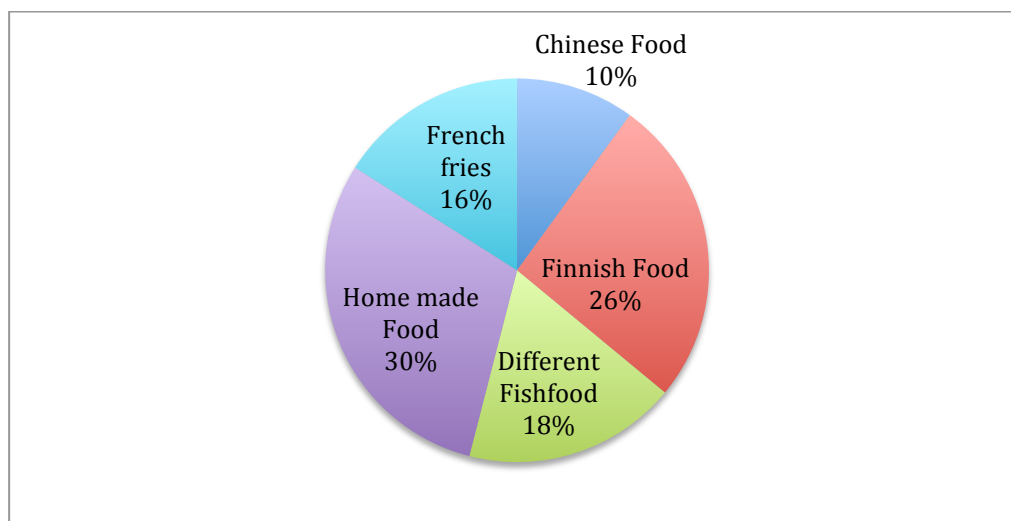 Chinese Food
10%
French
fries
16%
Finnish Food
26%
Home made
Food
30%
Different
Fishfood
18%